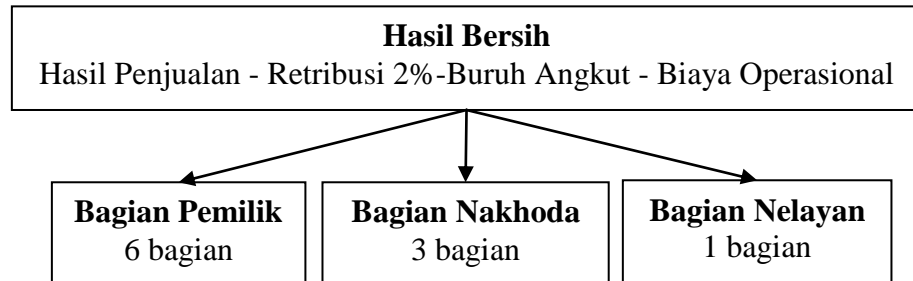 Hasil Bersih
Hasil Penjualan - Retribusi 2%-Buruh Angkut - Biaya Operasional
Bagian Pemilik
6 bagian
Bagian Nakhoda
3 bagian
Bagian Nelayan
1 bagian